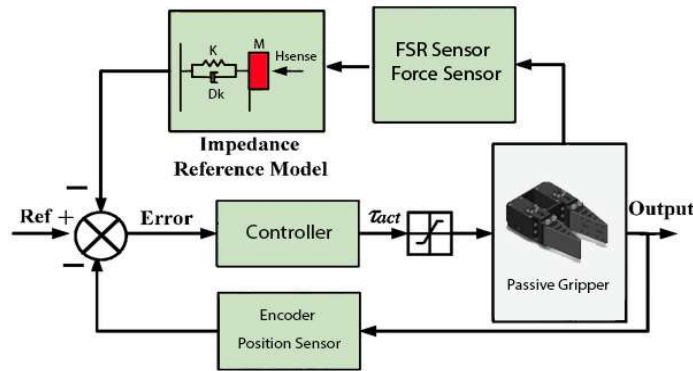 K
M
Hsense
Dk
FSR Sensor
Force Sensor
Impedance
Reference Model
Ref +
−
−
Error
Controller
τact
Passive Gripper
Output
Encoder
Position Sensor